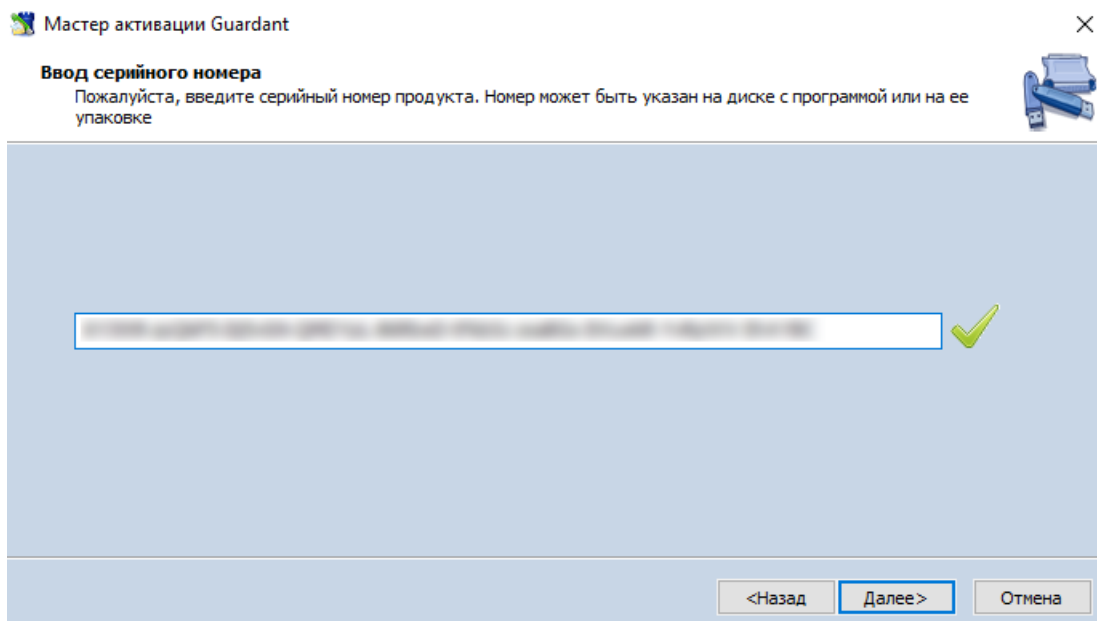 Мастер активации Guardant
Ввод серийного номера
Пожалуйста, введите серийный номер продукта. Номер может быть указан на диске с программой или на ее
упаковке
<Назад Далее> Отмена